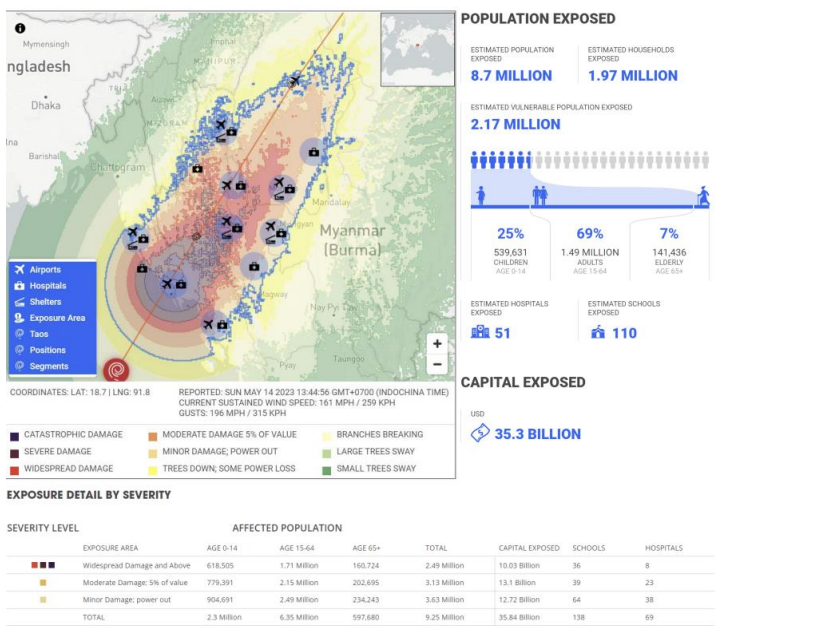 Mymensingh
Imphal
MANIPUR
ngladesh
Dhaka
Aizawl
MIZORAM
Barishal
Chattogram
Mandalay
Myanmar
(Burma)
Magway
Nay Pyi Taw
Pyay
Taungoo
Airports
Hospitals
Shelters
Exposure Area
Taos
Positions
Segments
+
−
COORDINATES: LAT: 18.7 | LNG: 91.8
REPORTED: SUN MAY 14 2023 13:44:56 GMT+0700 (INDOCHINA TIME)
CURRENT SUSTAINED WIND SPEED: 161 MPH / 259 KPH
GUSTS: 196 MPH / 315 KPH
CATASTROPHIC DAMAGE MODERATE DAMAGE 5% OF VALUE BRANCHES BREAKING
SEVERE DAMAGE MINOR DAMAGE; POWER OUT LARGE TREES SWAY
WIDESPREAD DAMAGE TREES DOWN; SOME POWER LOSS SMALL TREES SWAY
POPULATION EXPOSED
ESTIMATED POPULATION EXPOSED
8.7 MILLION
ESTIMATED HOUSEHOLDS EXPOSED
1.97 MILLION
ESTIMATED VULNERABLE POPULATION EXPOSED
2.17 MILLION
25% 69% 7%
539,631 1.49 MILLION 141,436
CHILDREN ADULTS ELDERLY
AGE 0-14 AGE 15-64 AGE 65+
ESTIMATED HOSPITALS EXPOSED
51
ESTIMATED SCHOOLS EXPOSED
110
CAPITAL EXPOSED
USD
35.3 BILLION
EXPOSURE DETAIL BY SEVERITY
SEVERITY LEVEL AFFECTED POPULATION
EXPOSURE AREA AGE 0-14 AGE 15-64 AGE 65+ TOTAL CAPITAL EXPOSED SCHOOLS HOSPITALS
Widespread Damage and Above 618,505 1.71 Million 160,724 2.49 Million 10.03 Billion 36 8
Moderate Damage; 5% of value 779,391 2.15 Million 202,695 3.13 Million 13.1 Billion 39 23
Minor Damage; power out 904,691 2.49 Million 234,243 3.63 Million 12.72 Billion 64 38
TOTAL 2.3 Million 6.35 Million 597,680 9.25 Million 35.84 Billion 138 69